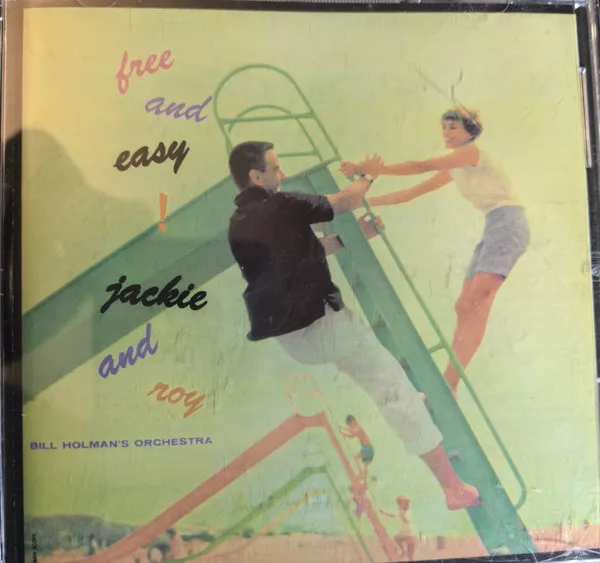 free
and
easy
!
jackie
and
roy
BILL HOLMAN'S ORCHESTRA